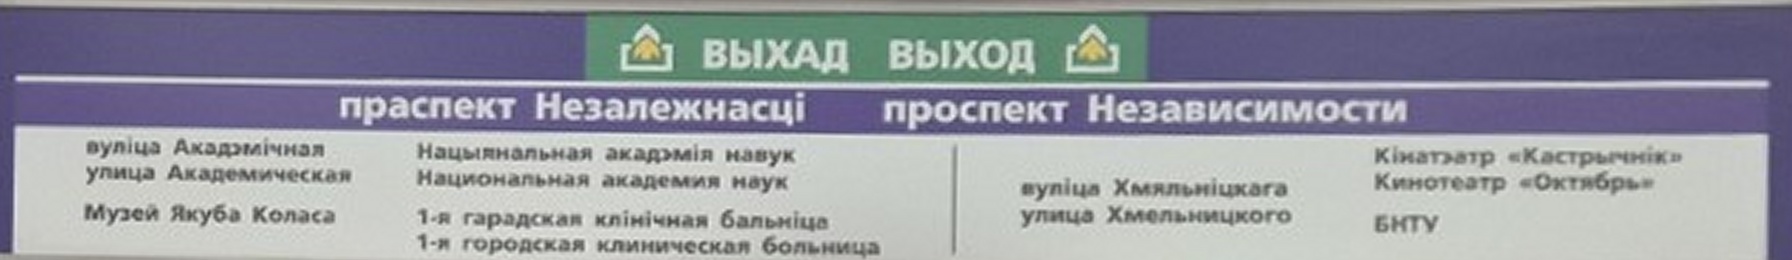 ВЫХАД ВЫХОД
праспект Незалежнасці проспект Независимости
вуліца Акадэмічная
улица Академическая
Музей Якуба Коласа
Нацыянальная акадэмія навук
Национальная академия наук
1-я гарадская клінічная бальніца
1-я городская клиническая больница
вуліца Хмяльніцкага
улица Хмельницкого
Кінатэатр «Кастрычнік»
Кинотеатр «Октябрь»
БНТУ